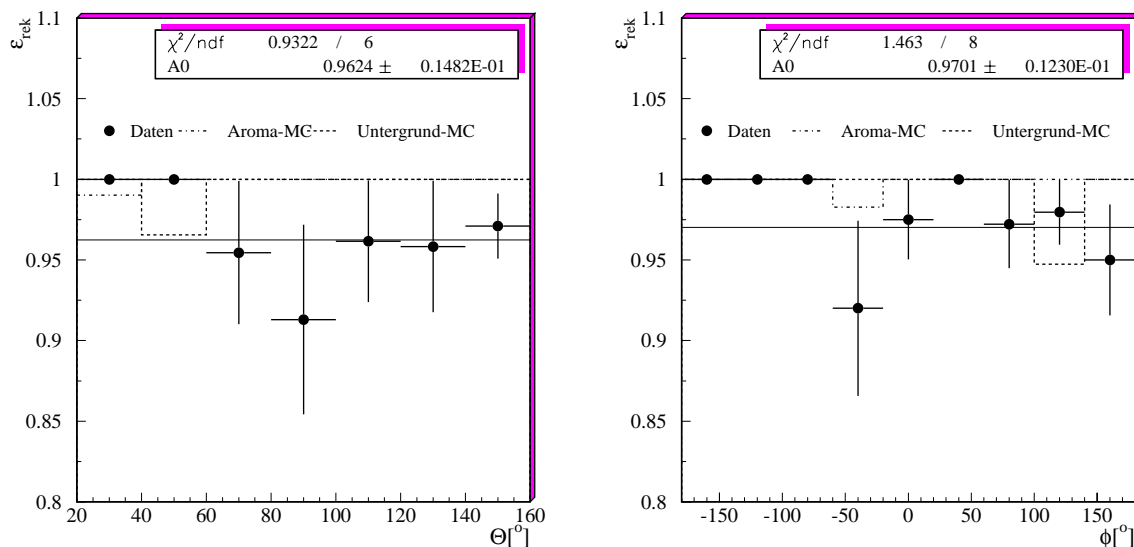 ε_rek
χ²/ndf 0.9322 / 6
A0 0.9624 ± 0.1482E-01
Daten Aroma-MC Untergrund-MC
1.1
1.05
1
0.95
0.9
0.85
0.8
20 40 60 80 100 120 140 160
Θ[°]
ε_rek
χ²/ndf 1.463 / 8
A0 0.9701 ± 0.1230E-01
Daten Aroma-MC Untergrund-MC
1.1
1.05
1
0.95
0.9
0.85
0.8
-150 -100 -50 0 50 100 150
ϕ[°]